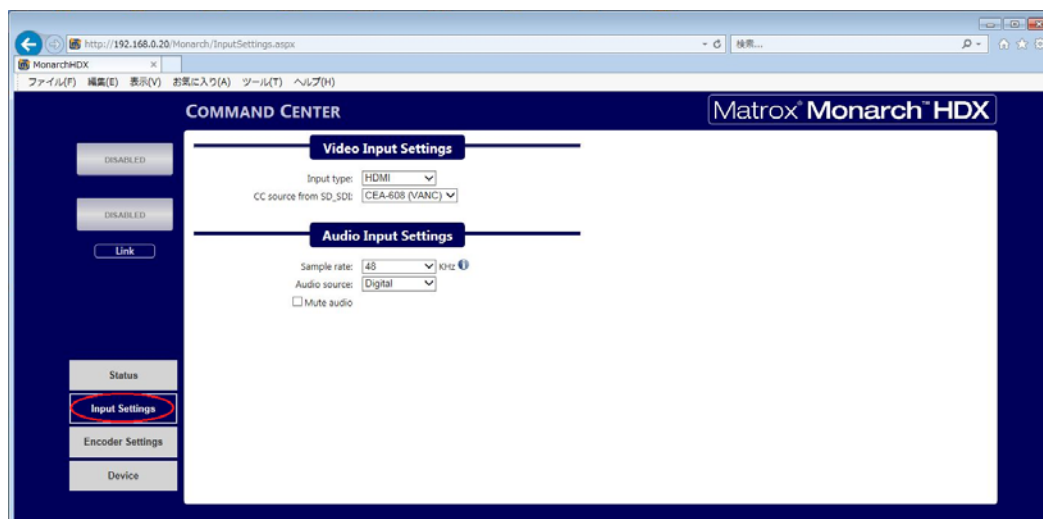 http://192.168.0.20/Monarch/InputSettings.aspx
検索...
MonarchHDX
ファイル(F) 編集(E) 表示(V) お気に入り(A) ツール(T) ヘルプ(H)
COMMAND CENTER
Matrox® Monarch™ HDX
DISABLED
DISABLED
Link
Status
Input Settings
Encoder Settings
Device
Video Input Settings
Input type: HDMI
CC source from SD_SDI: CEA-608 (VANC)
Audio Input Settings
Sample rate: 48 KHz
Audio source: Digital
Mute audio